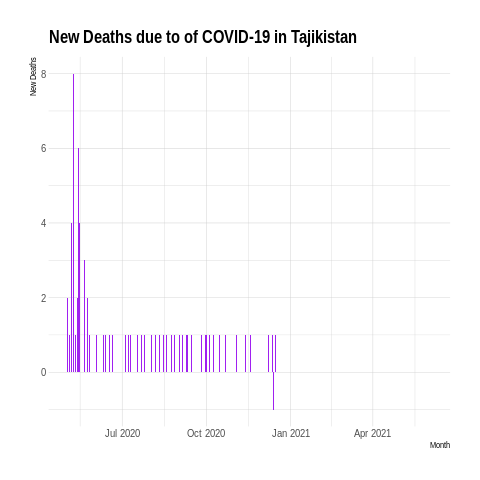 New Deaths due to of COVID-19 in Tajikistan
New Deaths
8
6
4
2
0
Jul 2020 Oct 2020 Jan 2021 Apr 2021
Month